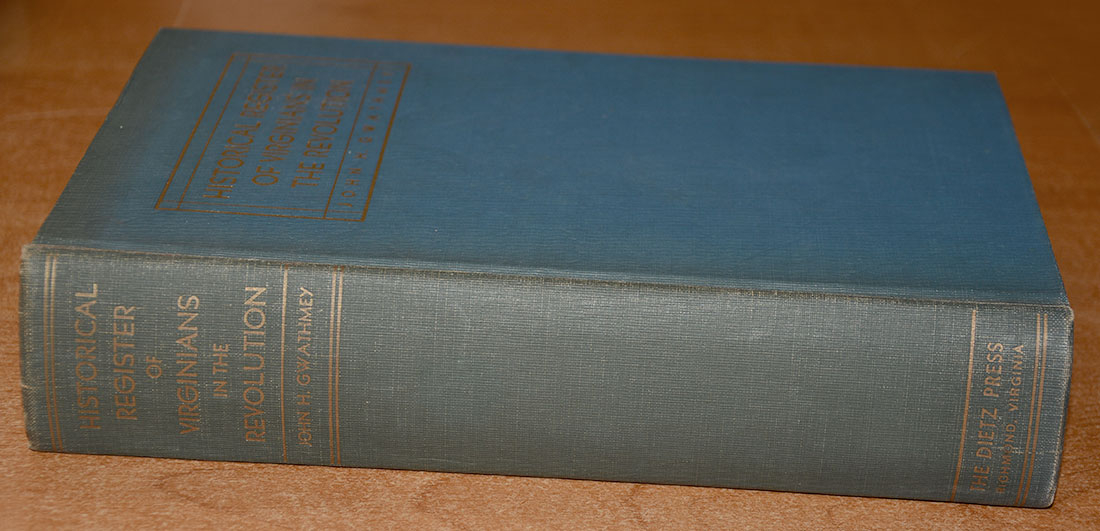 HISTORICAL REGISTER
OF VIRGINIANS IN
THE REVOLUTION
JOHN H. GWATHMEY
HISTORICAL
REGISTER
OF
VIRGINIANS
IN THE
REVOLUTION
JOHN H. GWATHMEY
THE DIETZ PRESS
RICHMOND, VIRGINIA